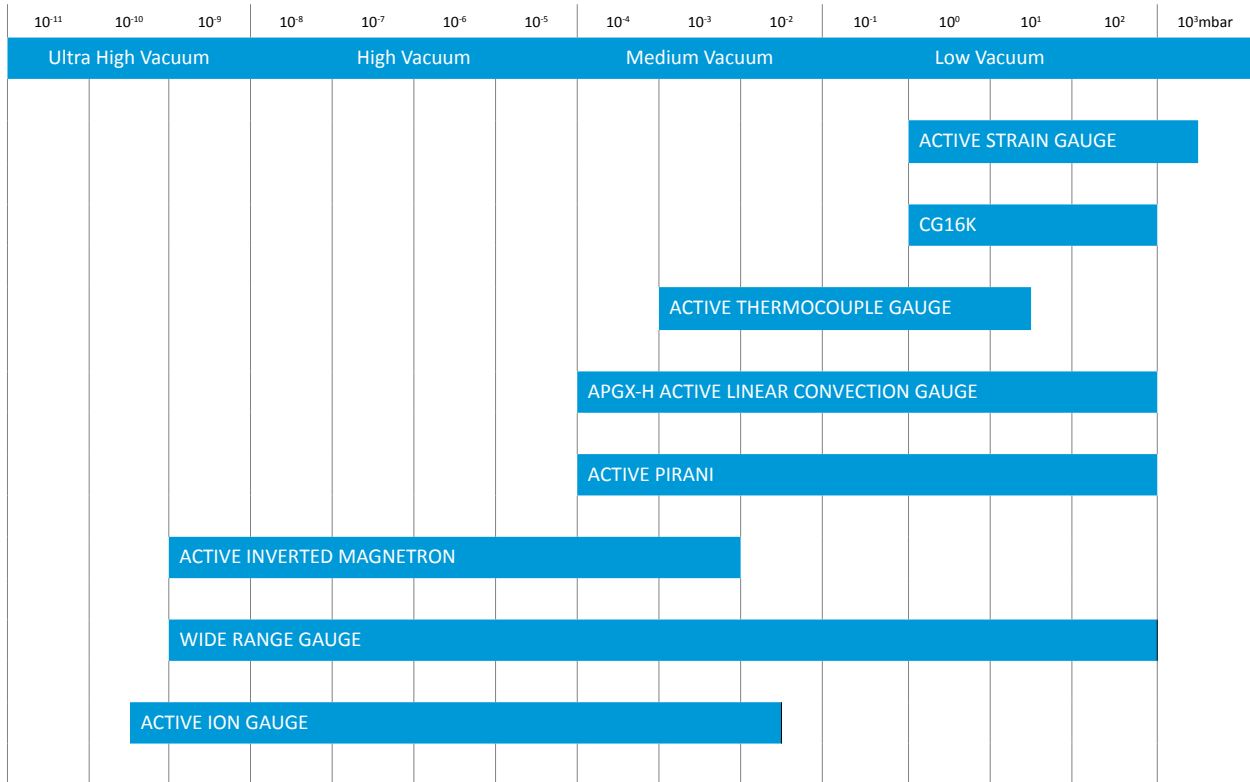 10⁻¹¹ 10⁻¹⁰ 10⁻⁹ 10⁻⁸ 10⁻⁷ 10⁻⁶ 10⁻⁵ 10⁻⁴ 10⁻³ 10⁻² 10⁻¹ 10⁰ 10¹ 10² 10³mbar
Ultra High Vacuum High Vacuum Medium Vacuum Low Vacuum
ACTIVE STRAIN GAUGE
CG16K
ACTIVE THERMOCOUPLE GAUGE
APGX-H ACTIVE LINEAR CONVECTION GAUGE
ACTIVE PIRANI
ACTIVE INVERTED MAGNETRON
WIDE RANGE GAUGE
ACTIVE ION GAUGE